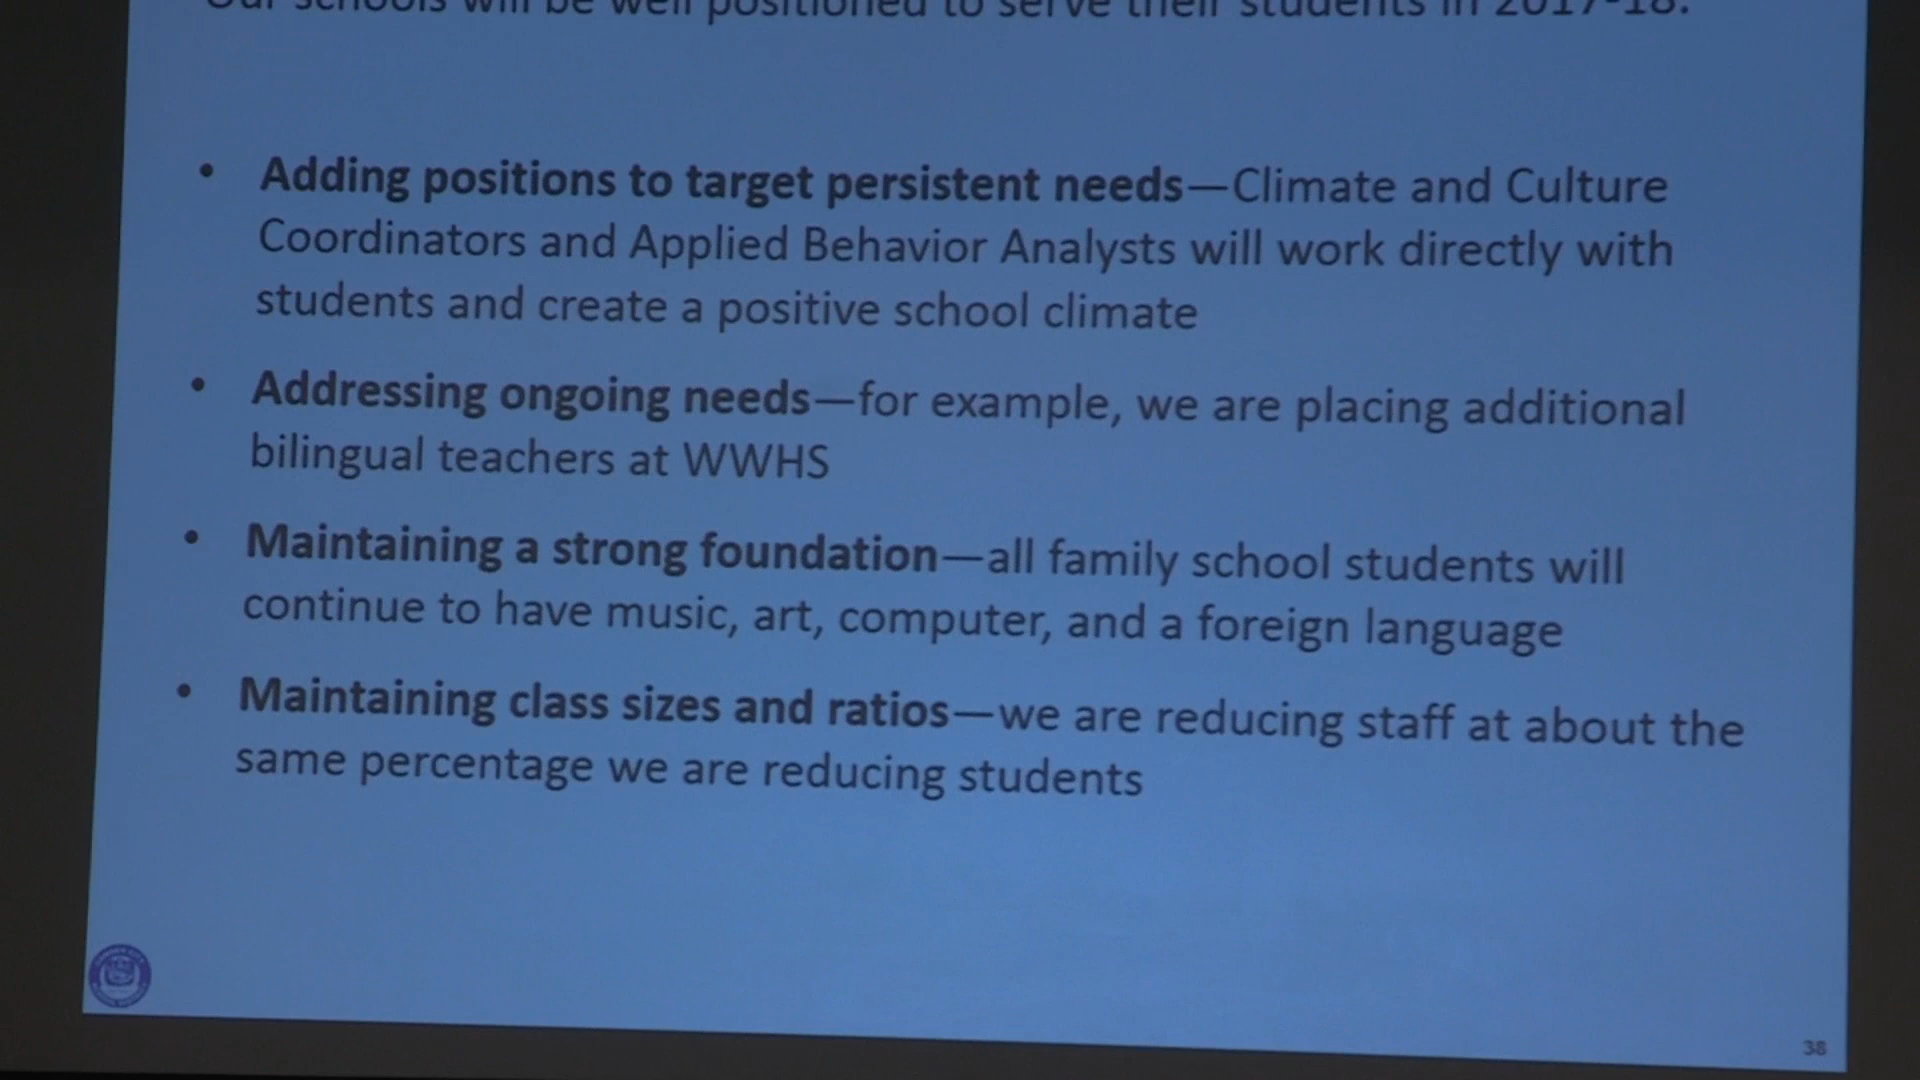 Our schools will be well positioned to serve their students in 2017-18.
• Adding positions to target persistent needs—Climate and Culture
Coordinators and Applied Behavior Analysts will work directly with
students and create a positive school climate
• Addressing ongoing needs—for example, we are placing additional
bilingual teachers at WWHS
• Maintaining a strong foundation—all family school students will
continue to have music, art, computer, and a foreign language
• Maintaining class sizes and ratios—we are reducing staff at about the
same percentage we are reducing students
38